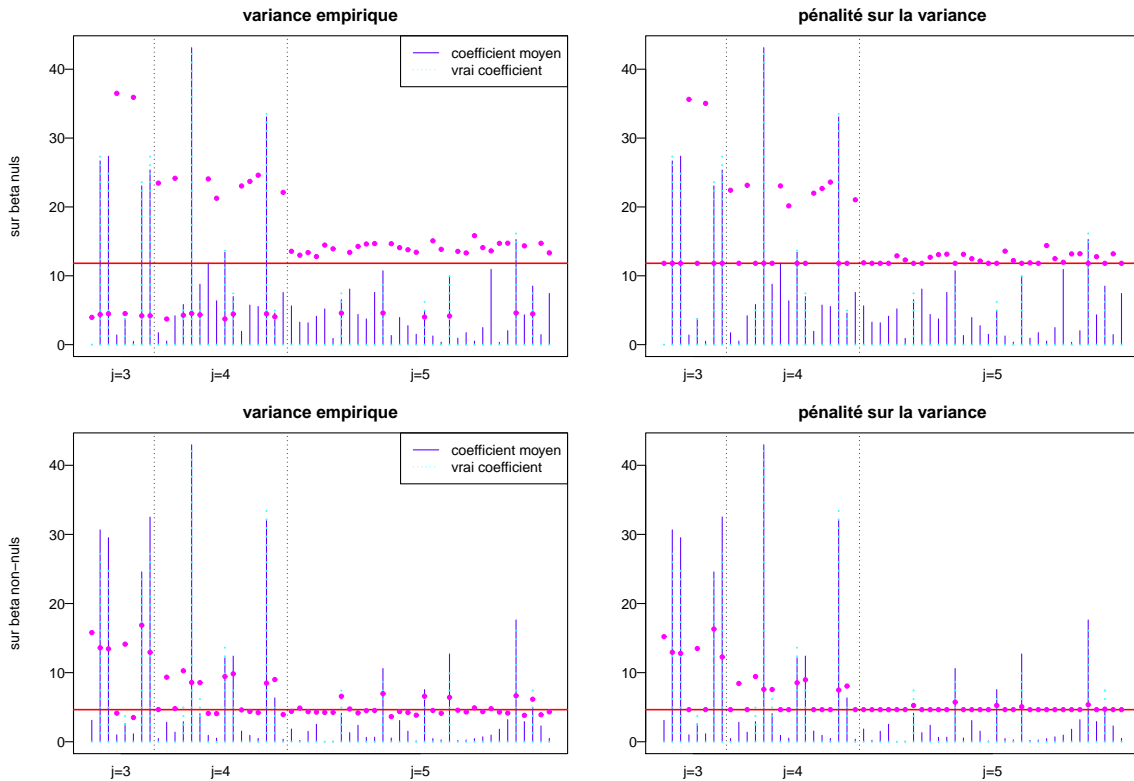 variance empirique
pénalité sur la variance
coefficient moyen
vrai coefficient
sur beta nuls
40
30
20
10
0
j=3
j=4
j=5
40
30
20
10
0
j=3
j=4
j=5
variance empirique
pénalité sur la variance
coefficient moyen
vrai coefficient
sur beta non−nuls
40
30
20
10
0
j=3
j=4
j=5
40
30
20
10
0
j=3
j=4
j=5